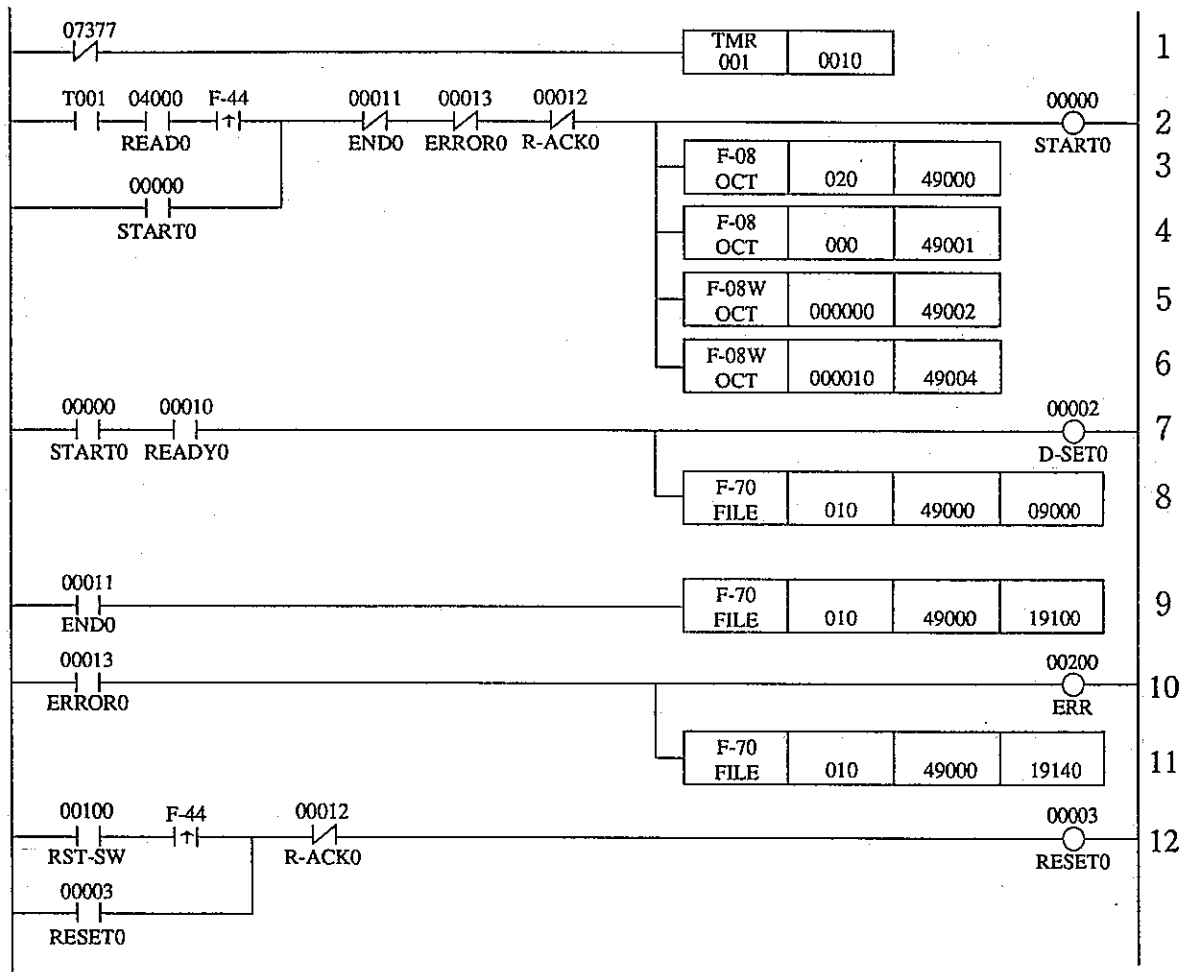 07377
TMR
001 0010 1
T001 04000 F-44 00011 00013 00012 00000
↑ 2
READ0 END0 ERROR0 R-ACK0 START0
F-08
OCT 020 49000 3
00000
START0
F-08
OCT 000 49001 4
F-08W
OCT 000000 49002 5
F-08W
OCT 000010 49004 6
00000 00010 00002
7
START0 READY0 D-SET0
F-70
FILE 010 49000 09000 8
00011
END0
F-70
FILE 010 49000 19100 9
00013 00200
10
ERROR0 ERR
F-70
FILE 010 49000 19140 11
00100 F-44 00012 00003
↑ 12
RST-SW R-ACK0 RESET0
00003
RESET0